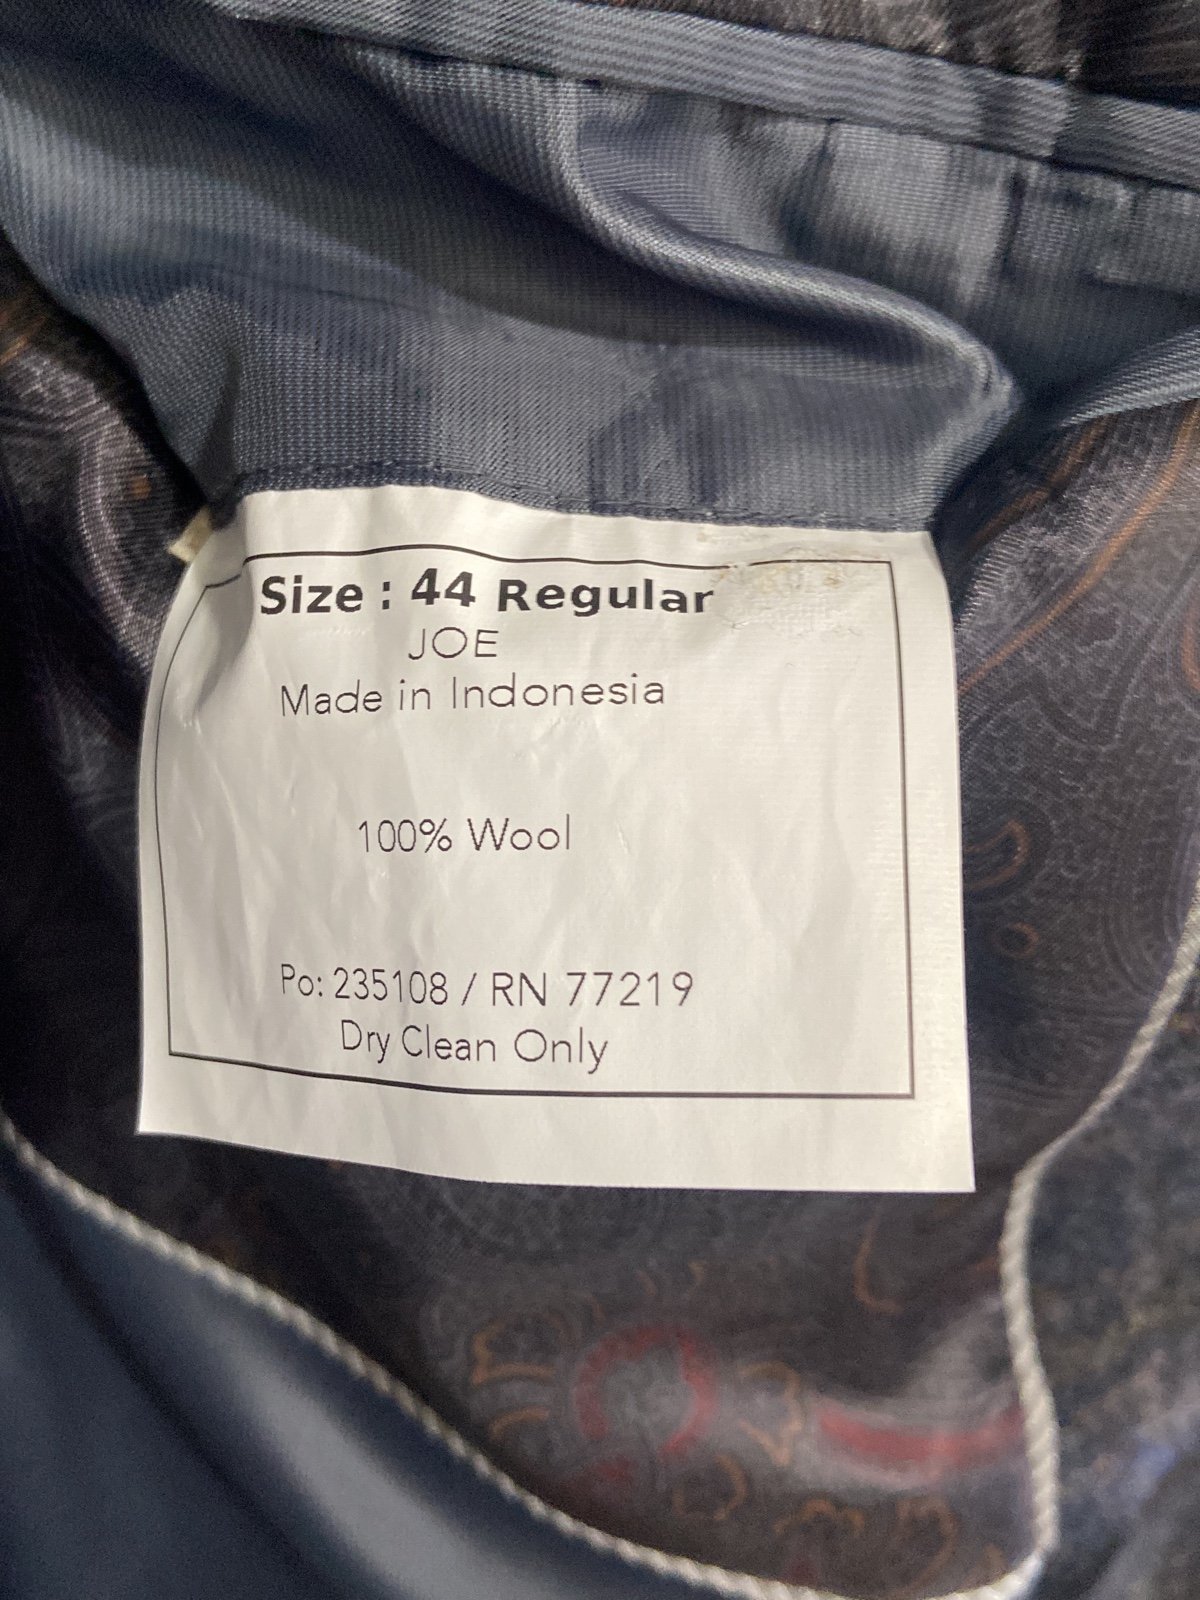 Size : 44 Regular
JOE
Made in Indonesia
100% Wool
Po: 235108 / RN 77219
Dry Clean Only